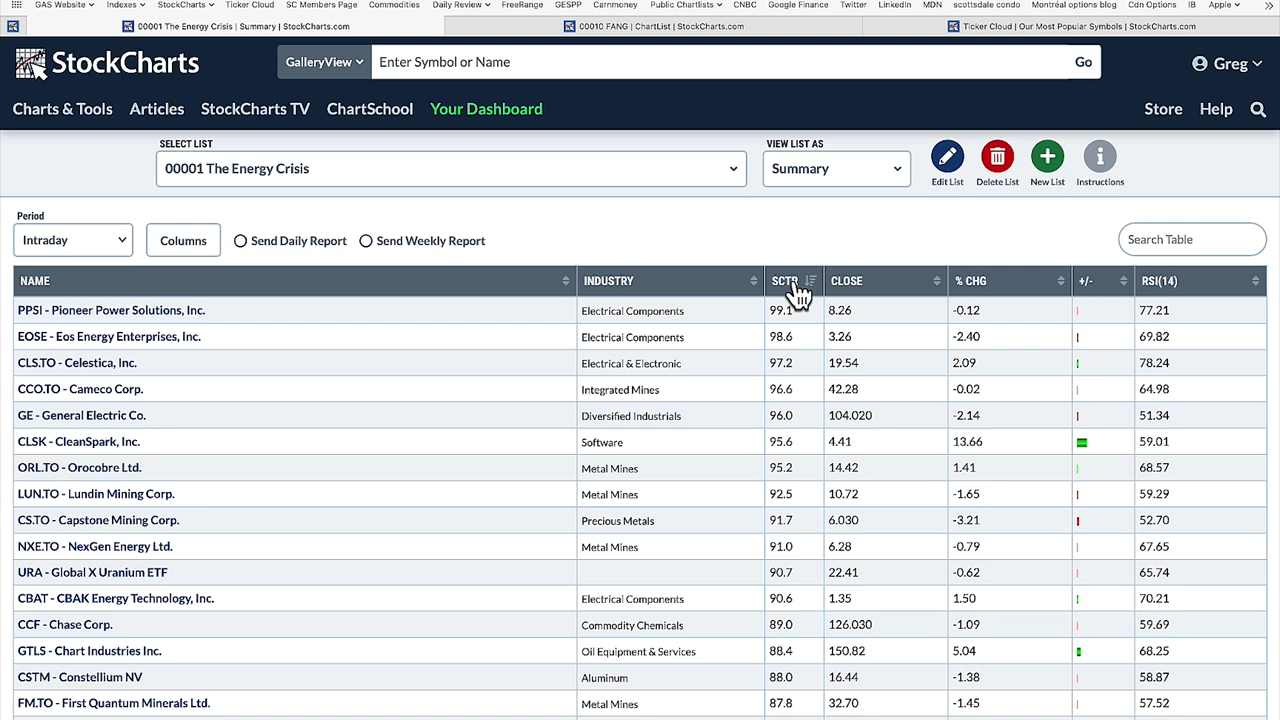 GAS Website Indexes StockCharts Ticker Cloud SC Members Page Commodities Daily Review FreeRange GESPP Carnmoney Public Chartlists CNBC Google Finance Twitter LinkedIn MDN scottsdale condo Montréal options blog Cdn Options IB Apple
00001 The Energy Crisis | Summary | StockCharts.com 00010 FANG | ChartList | StockCharts.com Ticker Cloud | Our Most Popular Symbols | StockCharts.com
StockCharts GalleryView Enter Symbol or Name Go Greg
Charts & Tools Articles StockCharts TV ChartSchool Your Dashboard Store Help
SELECT LIST VIEW LIST AS
00001 The Energy Crisis Summary
Edit List Delete List New List Instructions
Period
Intraday Columns Send Daily Report Send Weekly Report Search Table
NAME INDUSTRY SCTR CLOSE % CHG +/- RSI(14)
PPSI - Pioneer Power Solutions, Inc. Electrical Components 99.1 8.26 -0.12 77.21
EOSE - Eos Energy Enterprises, Inc. Electrical Components 98.6 3.26 -2.40 69.82
CLS.TO - Celestica, Inc. Electrical & Electronic 97.2 19.54 2.09 78.24
CCO.TO - Cameco Corp. Integrated Mines 96.6 42.28 -0.02 64.98
GE - General Electric Co. Diversified Industrials 96.0 104.020 -2.14 51.34
CLSK - CleanSpark, Inc. Software 95.6 4.41 13.66 59.01
ORL.TO - Orocobre Ltd. Metal Mines 95.2 14.42 1.41 68.57
LUN.TO - Lundin Mining Corp. Metal Mines 92.5 10.72 -1.65 59.29
CS.TO - Capstone Mining Corp. Precious Metals 91.7 6.030 -3.21 52.70
NXE.TO - NexGen Energy Ltd. Metal Mines 91.0 6.28 -0.79 67.65
URA - Global X Uranium ETF 90.7 22.41 -0.62 65.74
CBAT - CBAK Energy Technology, Inc. Electrical Components 90.6 1.35 1.50 70.21
CCF - Chase Corp. Commodity Chemicals 89.0 126.030 -1.09 59.69
GTLS - Chart Industries Inc. Oil Equipment & Services 88.4 150.82 5.04 68.25
CSTM - Constellium NV Aluminum 88.0 16.44 -1.38 58.87
FM.TO - First Quantum Minerals Ltd. Metal Mines 87.8 32.70 -1.45 57.52